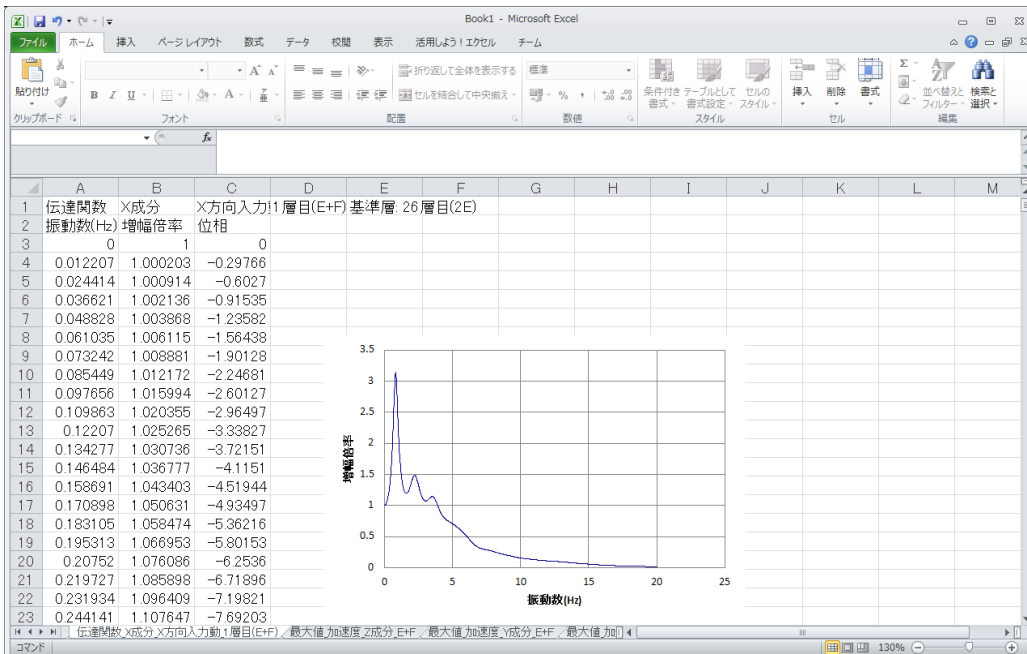 Book1 - Microsoft Excel
ファイル ホーム 挿入 ページ レイアウト 数式 データ 校閲 表示 活用しよう！エクセル チーム
貼り付け
B I U A A A
折り返して全体を表示する
セルを結合して中央揃え
標準
% ,
条件付き書式 テーブルとして書式設定 セルのスタイル
挿入 削除 書式
Σ
並べ替えとフィルター 検索と選択
クリップボード フォント 配置 数値 スタイル セル 編集
fx
A B C D E F G H I J K L M
1 伝達関数 X成分 X方向入力動1層目(E+F) 基準層: 26層目(2E)
2 振動数(Hz) 増幅倍率 位相
3 0 1 0
4 0.012207 1.000203 -0.29766
5 0.024414 1.000914 -0.6027
6 0.036621 1.002136 -0.91535
7 0.048828 1.003868 -1.23582
8 0.061035 1.006115 -1.56438
9 0.073242 1.008881 -1.90128
10 0.085449 1.012172 -2.24681
11 0.097656 1.015994 -2.60127
12 0.109863 1.020355 -2.96497
13 0.12207 1.025265 -3.33827
14 0.134277 1.030736 -3.72151
15 0.146484 1.036777 -4.1151
16 0.158691 1.043403 -4.51944
17 0.170898 1.050631 -4.93497
18 0.183105 1.058474 -5.36216
19 0.195313 1.066953 -5.80153
20 0.20752 1.076086 -6.2536
21 0.219727 1.085898 -6.71896
22 0.231934 1.096409 -7.19821
23 0.244141 1.107647 -7.69203
増幅倍率
3.5
3
2.5
2
1.5
1
0.5
0
0 5 10 15 20 25
振動数(Hz)
伝達関数_X成分_X方向入力動_1層目(E+F) 最大値_加速度_Z成分_E+F 最大値_加速度_Y成分_E+F 最大値_加
コマンド 130%